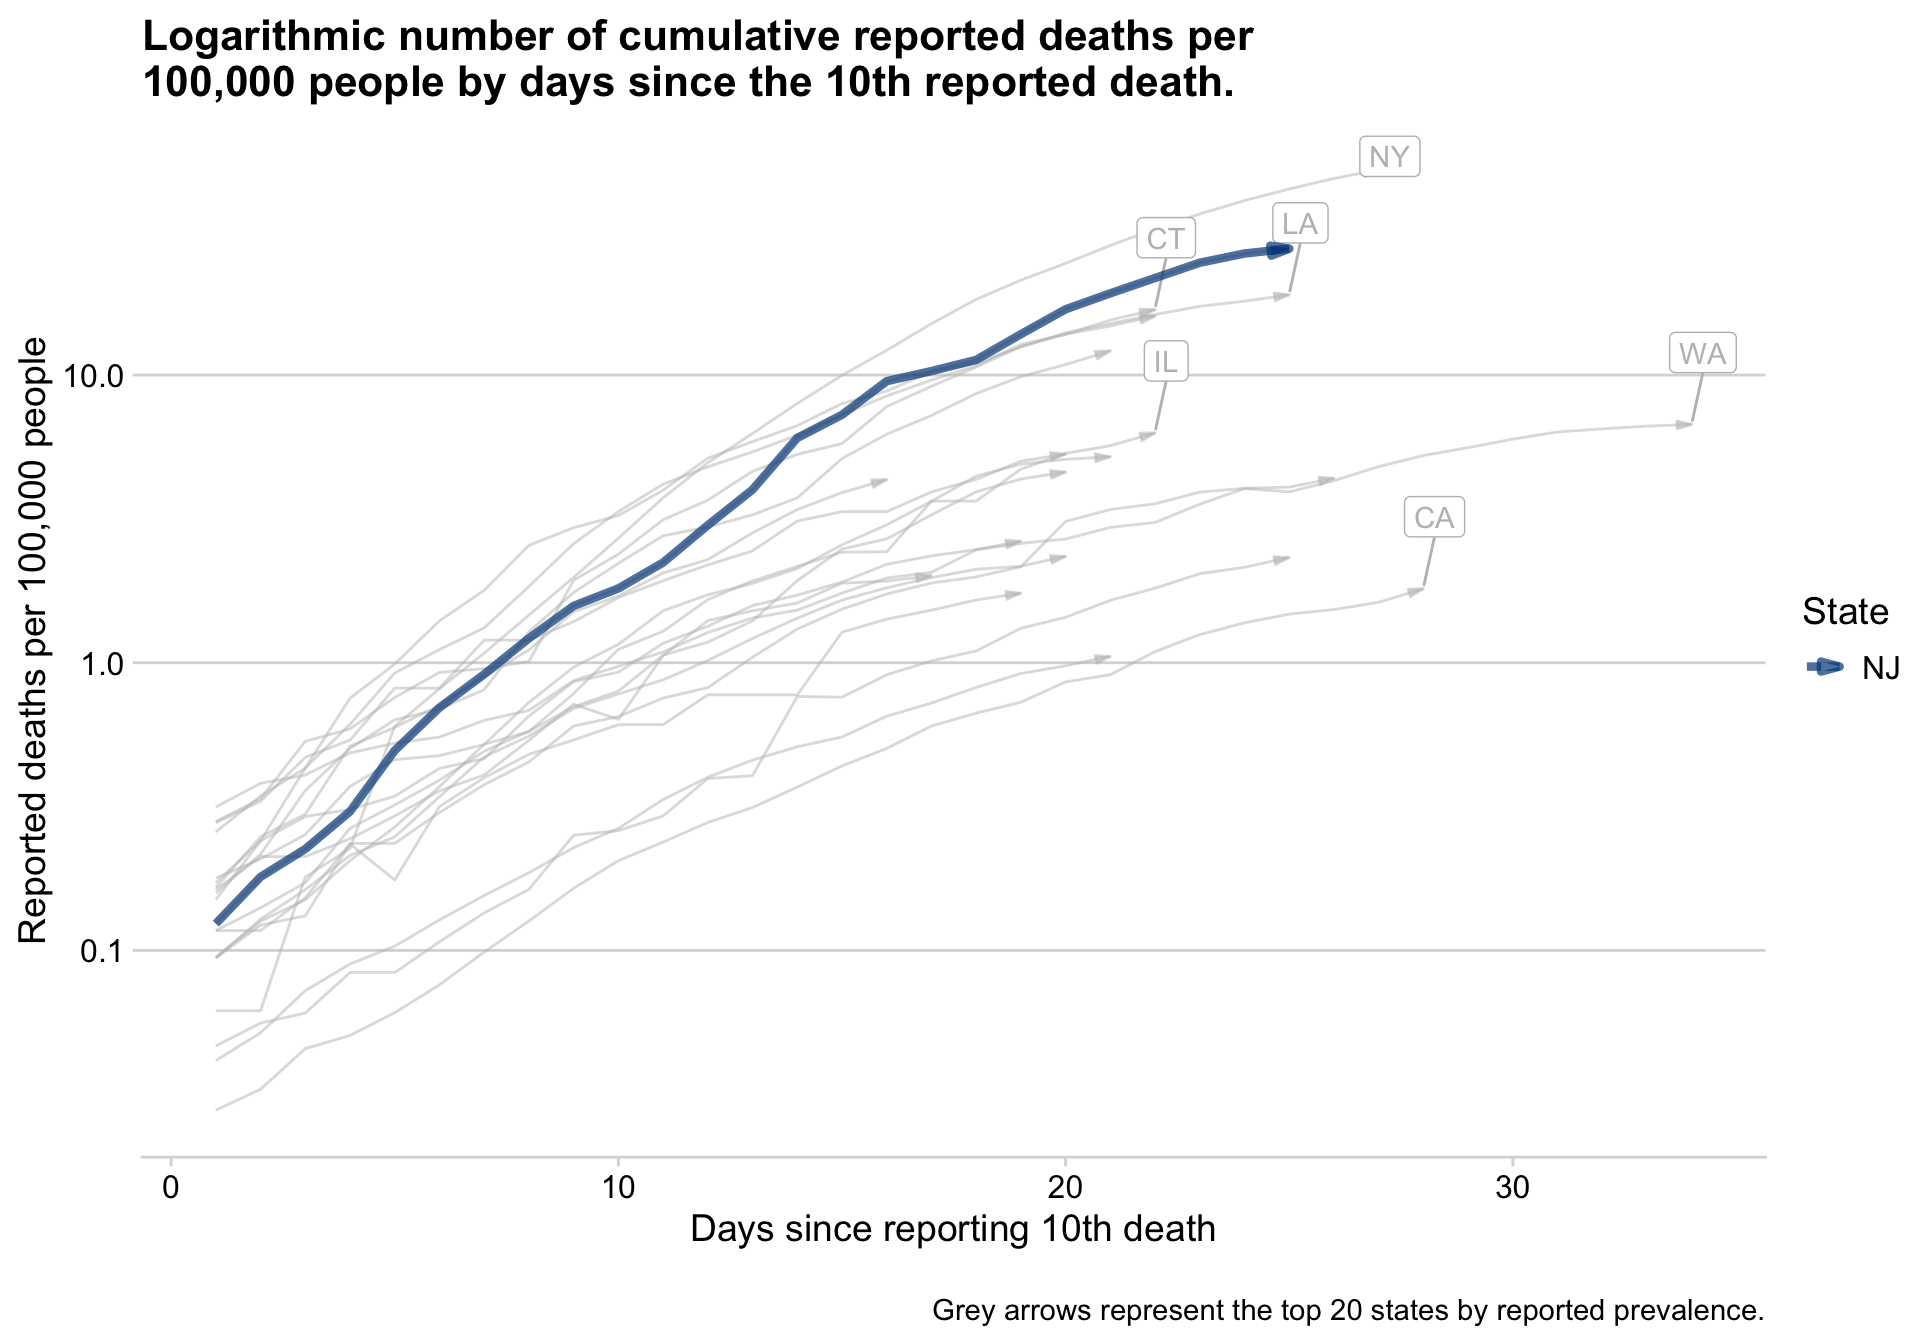 Logarithmic number of cumulative reported deaths per
100,000 people by days since the 10th reported death.
NY
LA
CT
IL
WA
CA
Reported deaths per 100,000 people
10.0
1.0
0.1
State
NJ
0
10
20
30
Days since reporting 10th death
Grey arrows represent the top 20 states by reported prevalence.